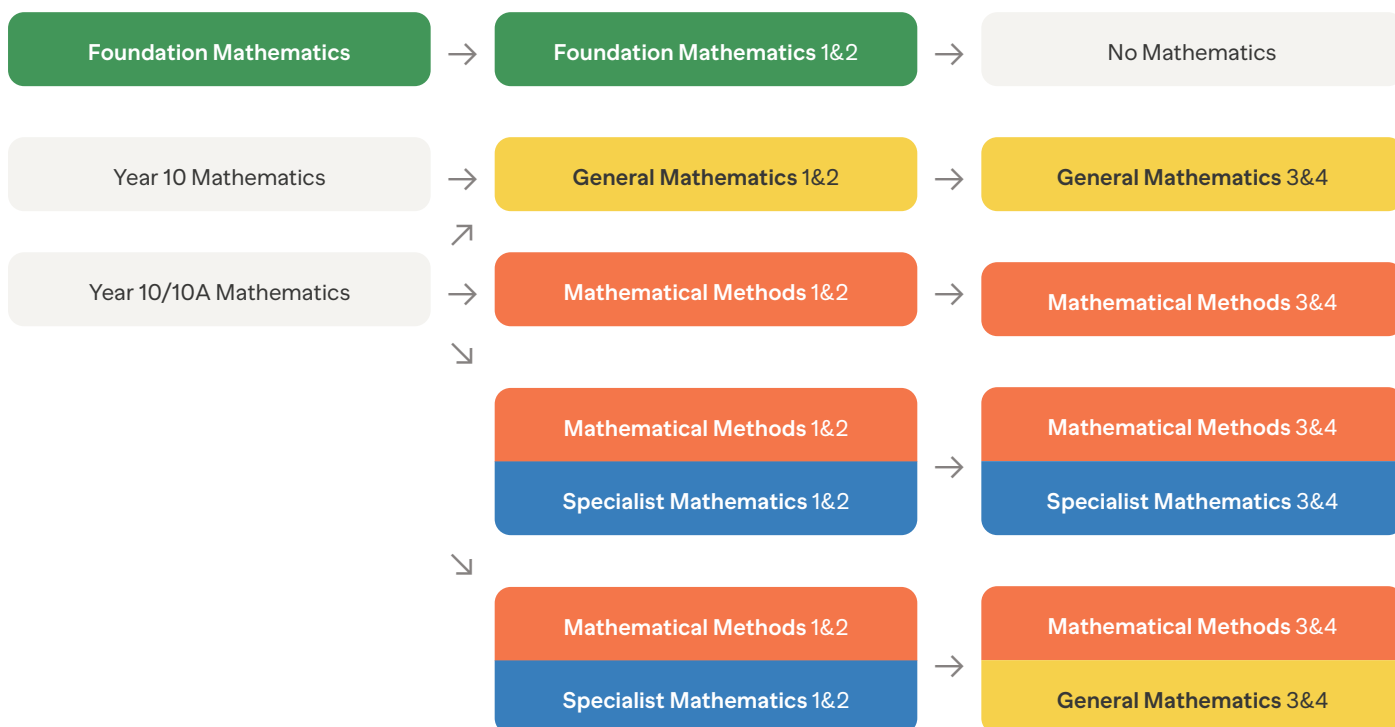 Foundation Mathematics
Foundation Mathematics 1&2
No Mathematics
Year 10 Mathematics
General Mathematics 1&2
General Mathematics 3&4
Year 10/10A Mathematics
Mathematical Methods 1&2
Mathematical Methods 3&4
Mathematical Methods 1&2
Mathematical Methods 3&4
Specialist Mathematics 1&2
Specialist Mathematics 3&4
Mathematical Methods 1&2
Mathematical Methods 3&4
Specialist Mathematics 1&2
General Mathematics 3&4